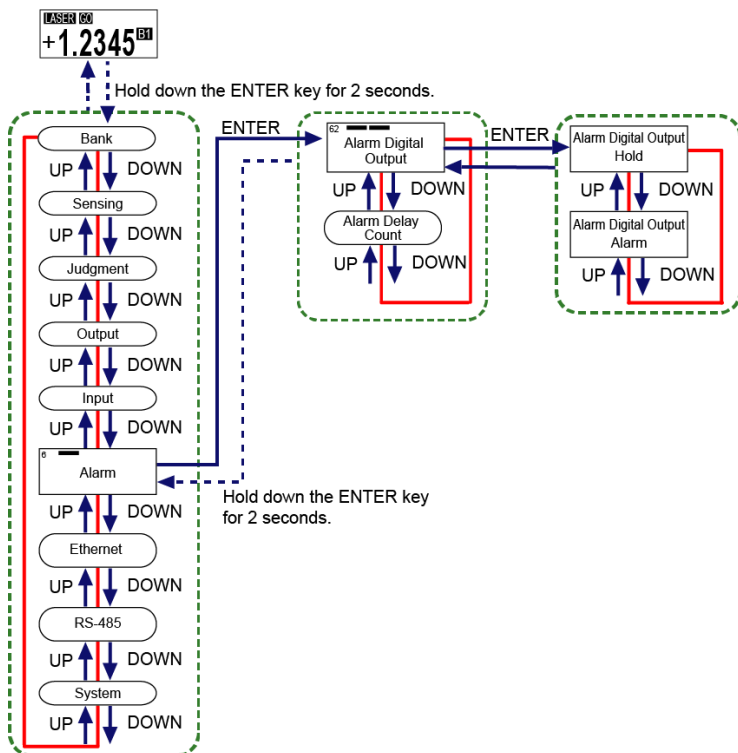 LASER GO
+1.2345 B1
Hold down the ENTER key for 2 seconds.
Bank
UP DOWN
Sensing
UP DOWN
Judgment
UP DOWN
Output
UP DOWN
Input
UP DOWN
6
Alarm
UP DOWN
Ethernet
UP DOWN
RS-485
UP DOWN
System
UP DOWN
ENTER
62
Alarm Digital
Output
UP DOWN
Alarm Delay
Count
UP DOWN
Hold down the ENTER key
for 2 seconds.
ENTER
Alarm Digital Output
Hold
UP DOWN
Alarm Digital Output
Alarm
UP DOWN